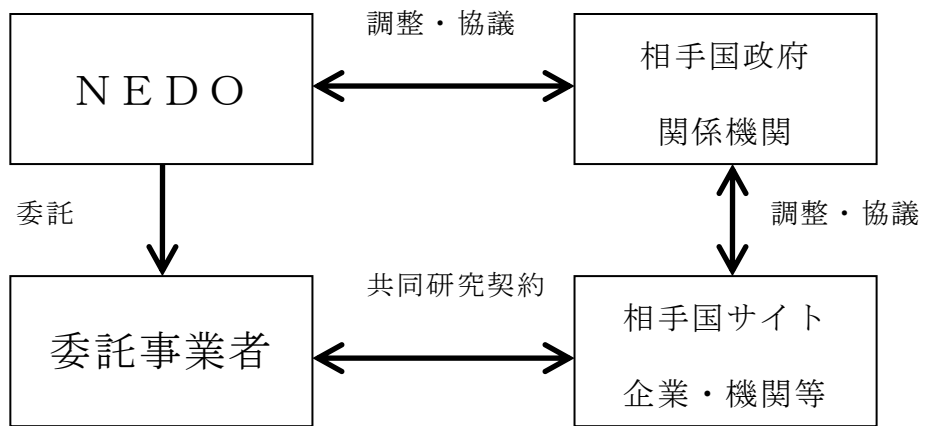 調整・協議
ＮＥＤＯ
相手国政府
関係機関
委託
調整・協議
共同研究契約
委託事業者
相手国サイト
企業・機関等